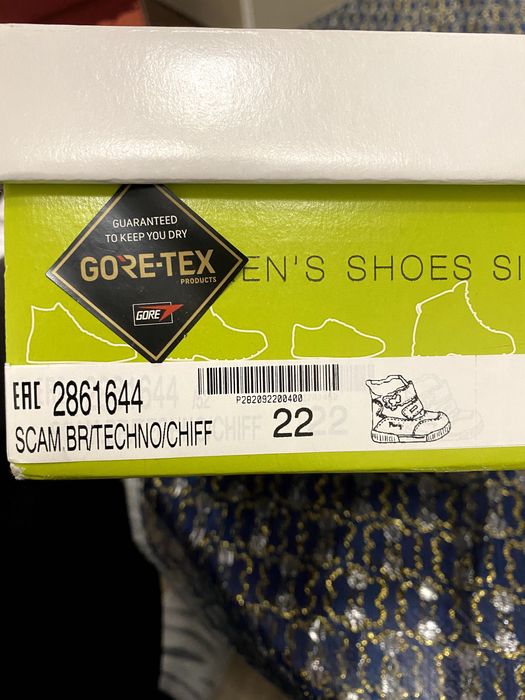 GUARANTEED
TO KEEP YOU DRY
GORE-TEX
PRODUCTS
GORE
EN'S SHOES SI
EAC 2861644
P2B2092200400
SCAM BR/TECHNO/CHIFF
22